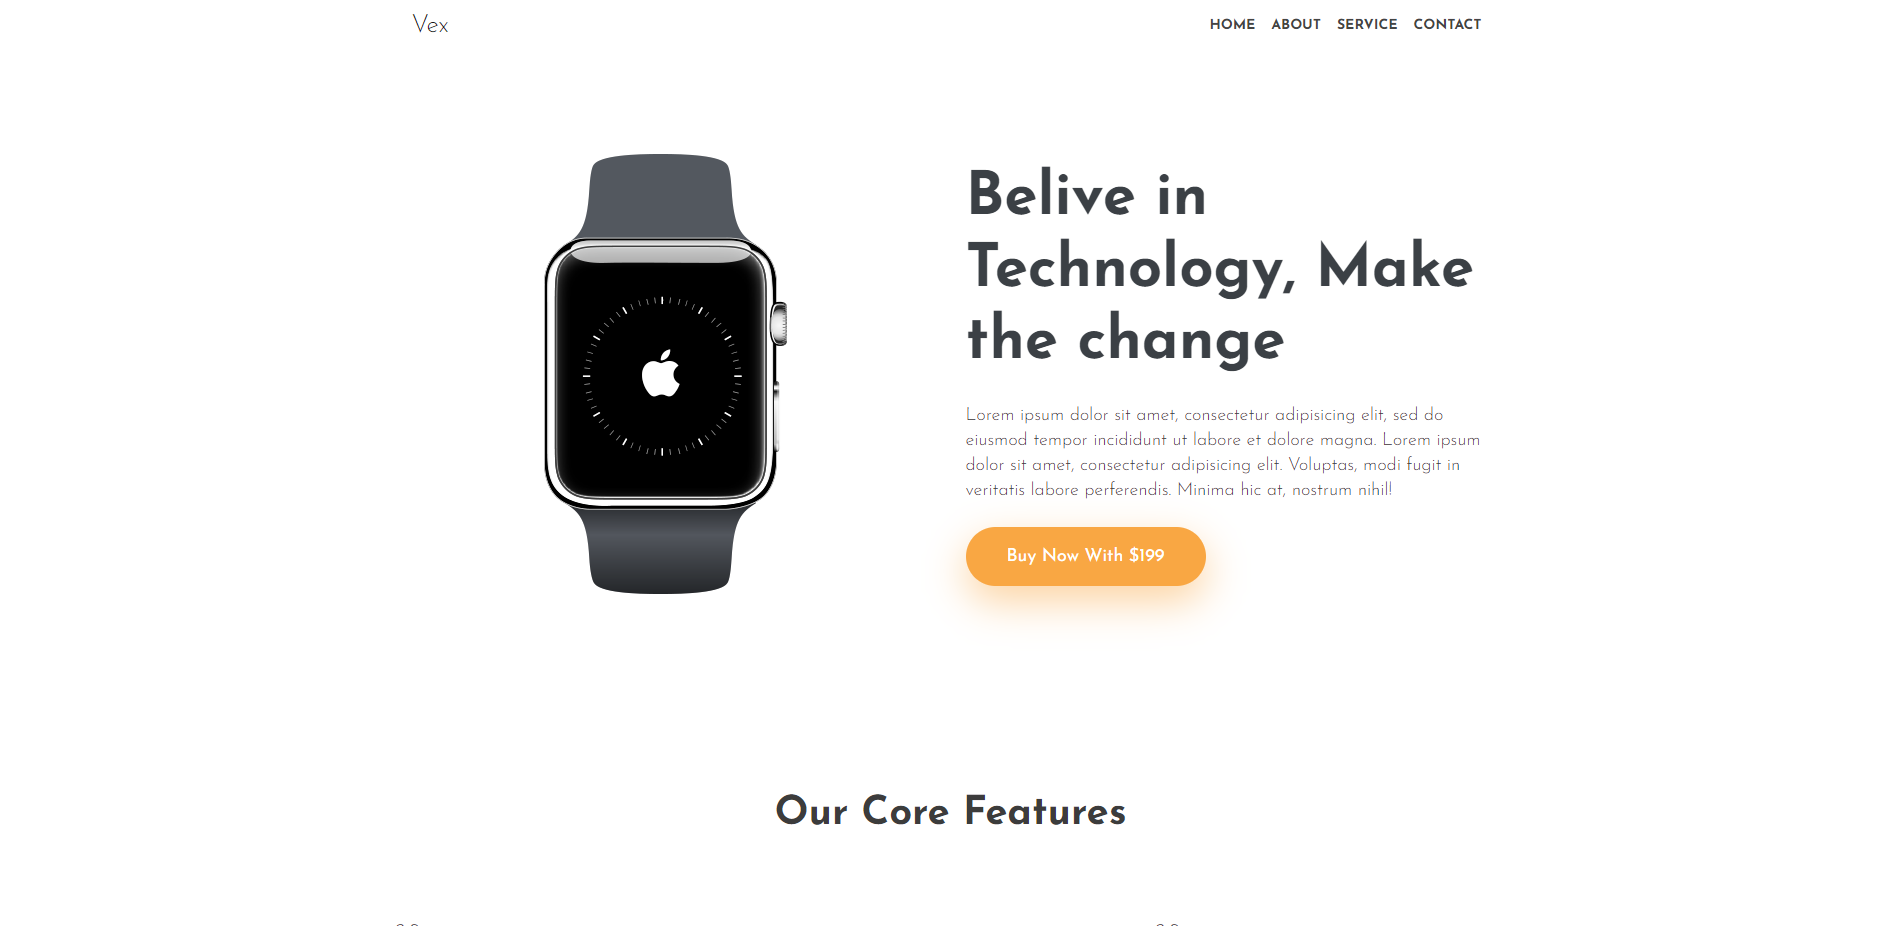 Vex
HOME ABOUT SERVICE CONTACT
Belive in
Technology, Make
the change
Lorem ipsum dolor sit amet, consectetur adipisicing elit, sed do
eiusmod tempor incididunt ut labore et dolore magna. Lorem ipsum
dolor sit amet, consectetur adipisicing elit. Voluptas, modi fugit in
veritatis labore perferendis. Minima hic at, nostrum nihil!
Buy Now With $199
Our Core Features